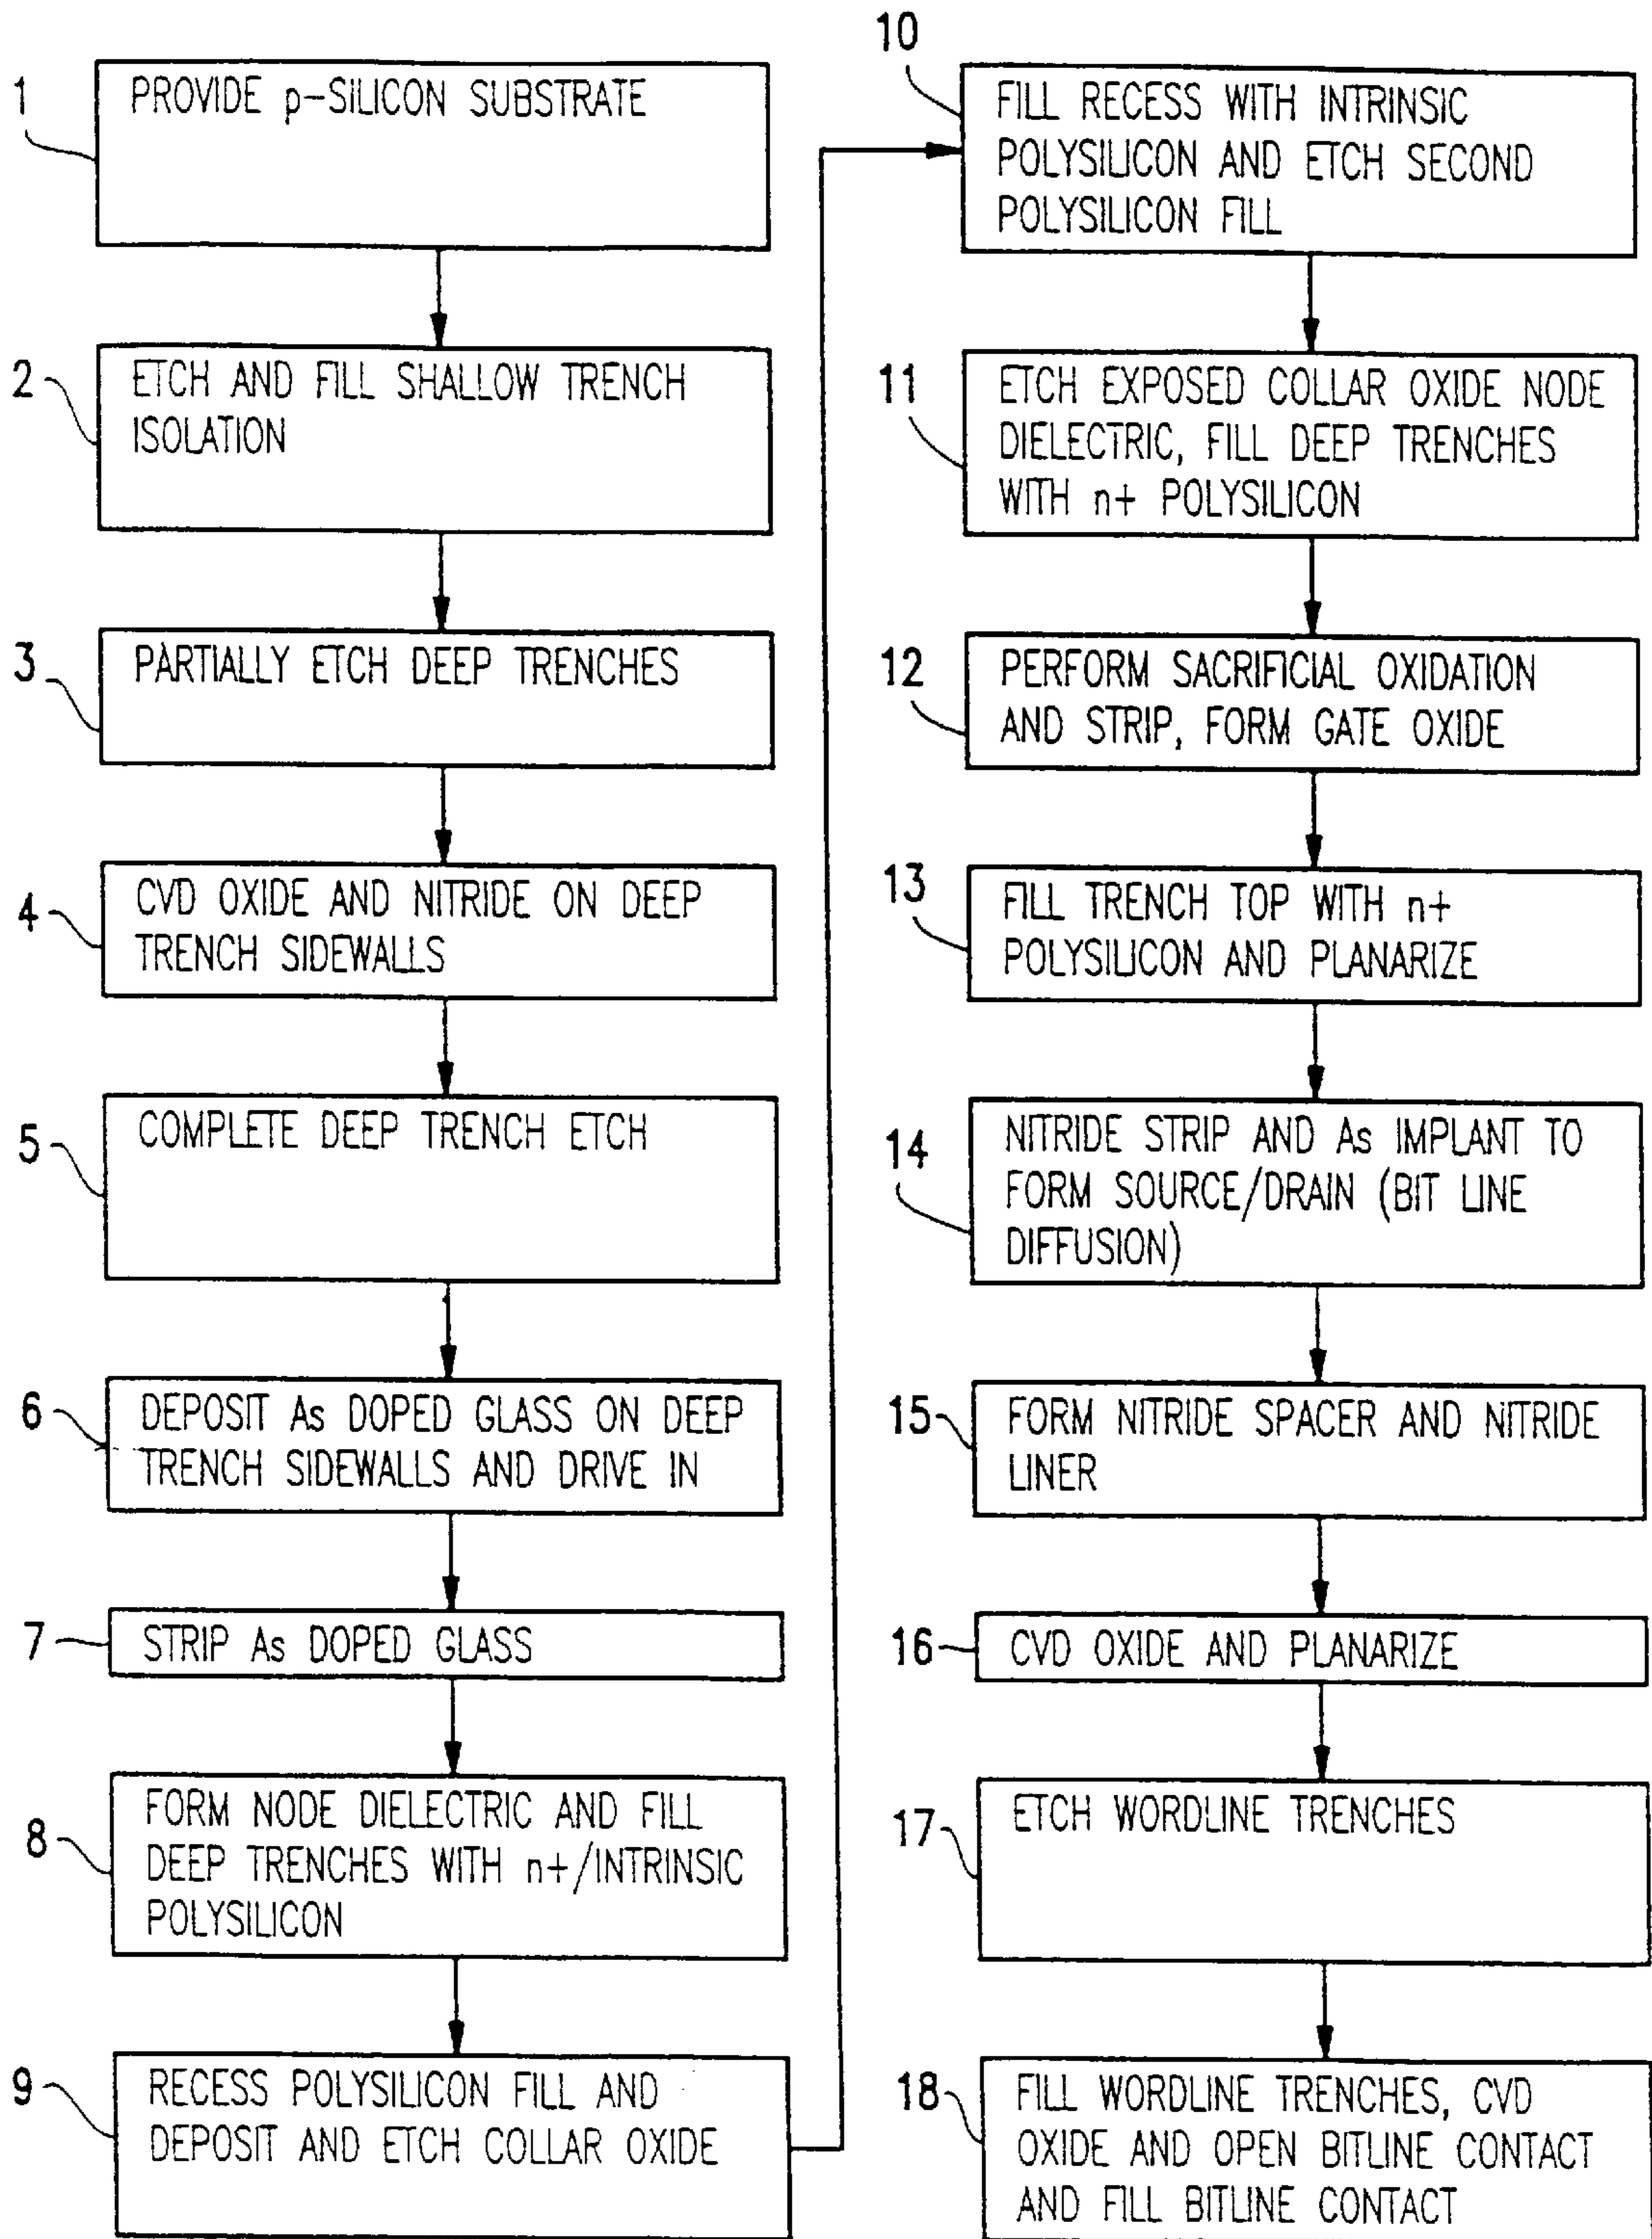 1
PROVIDE p-SILICON SUBSTRATE
2
ETCH AND FILL SHALLOW TRENCH
ISOLATION
3
PARTIALLY ETCH DEEP TRENCHES
4
CVD OXIDE AND NITRIDE ON DEEP
TRENCH SIDEWALLS
5
COMPLETE DEEP TRENCH ETCH
6
DEPOSIT As DOPED GLASS ON DEEP
TRENCH SIDEWALLS AND DRIVE IN
7
STRIP As DOPED GLASS
8
FORM NODE DIELECTRIC AND FILL
DEEP TRENCHES WITH n+/INTRINSIC
POLYSILICON
9
RECESS POLYSILICON FILL AND
DEPOSIT AND ETCH COLLAR OXIDE
10
FILL RECESS WITH INTRINSIC
POLYSILICON AND ETCH SECOND
POLYSILICON FILL
11
ETCH EXPOSED COLLAR OXIDE NODE
DIELECTRIC, FILL DEEP TRENCHES
WITH n+ POLYSILICON
12
PERFORM SACRIFICIAL OXIDATION
AND STRIP, FORM GATE OXIDE
13
FILL TRENCH TOP WITH n+
POLYSILICON AND PLANARIZE
14
NITRIDE STRIP AND As IMPLANT TO
FORM SOURCE/DRAIN (BIT LINE
DIFFUSION)
15
FORM NITRIDE SPACER AND NITRIDE
LINER
16
CVD OXIDE AND PLANARIZE
17
ETCH WORDLINE TRENCHES
18
FILL WORDLINE TRENCHES, CVD
OXIDE AND OPEN BITLINE CONTACT
AND FILL BITLINE CONTACT